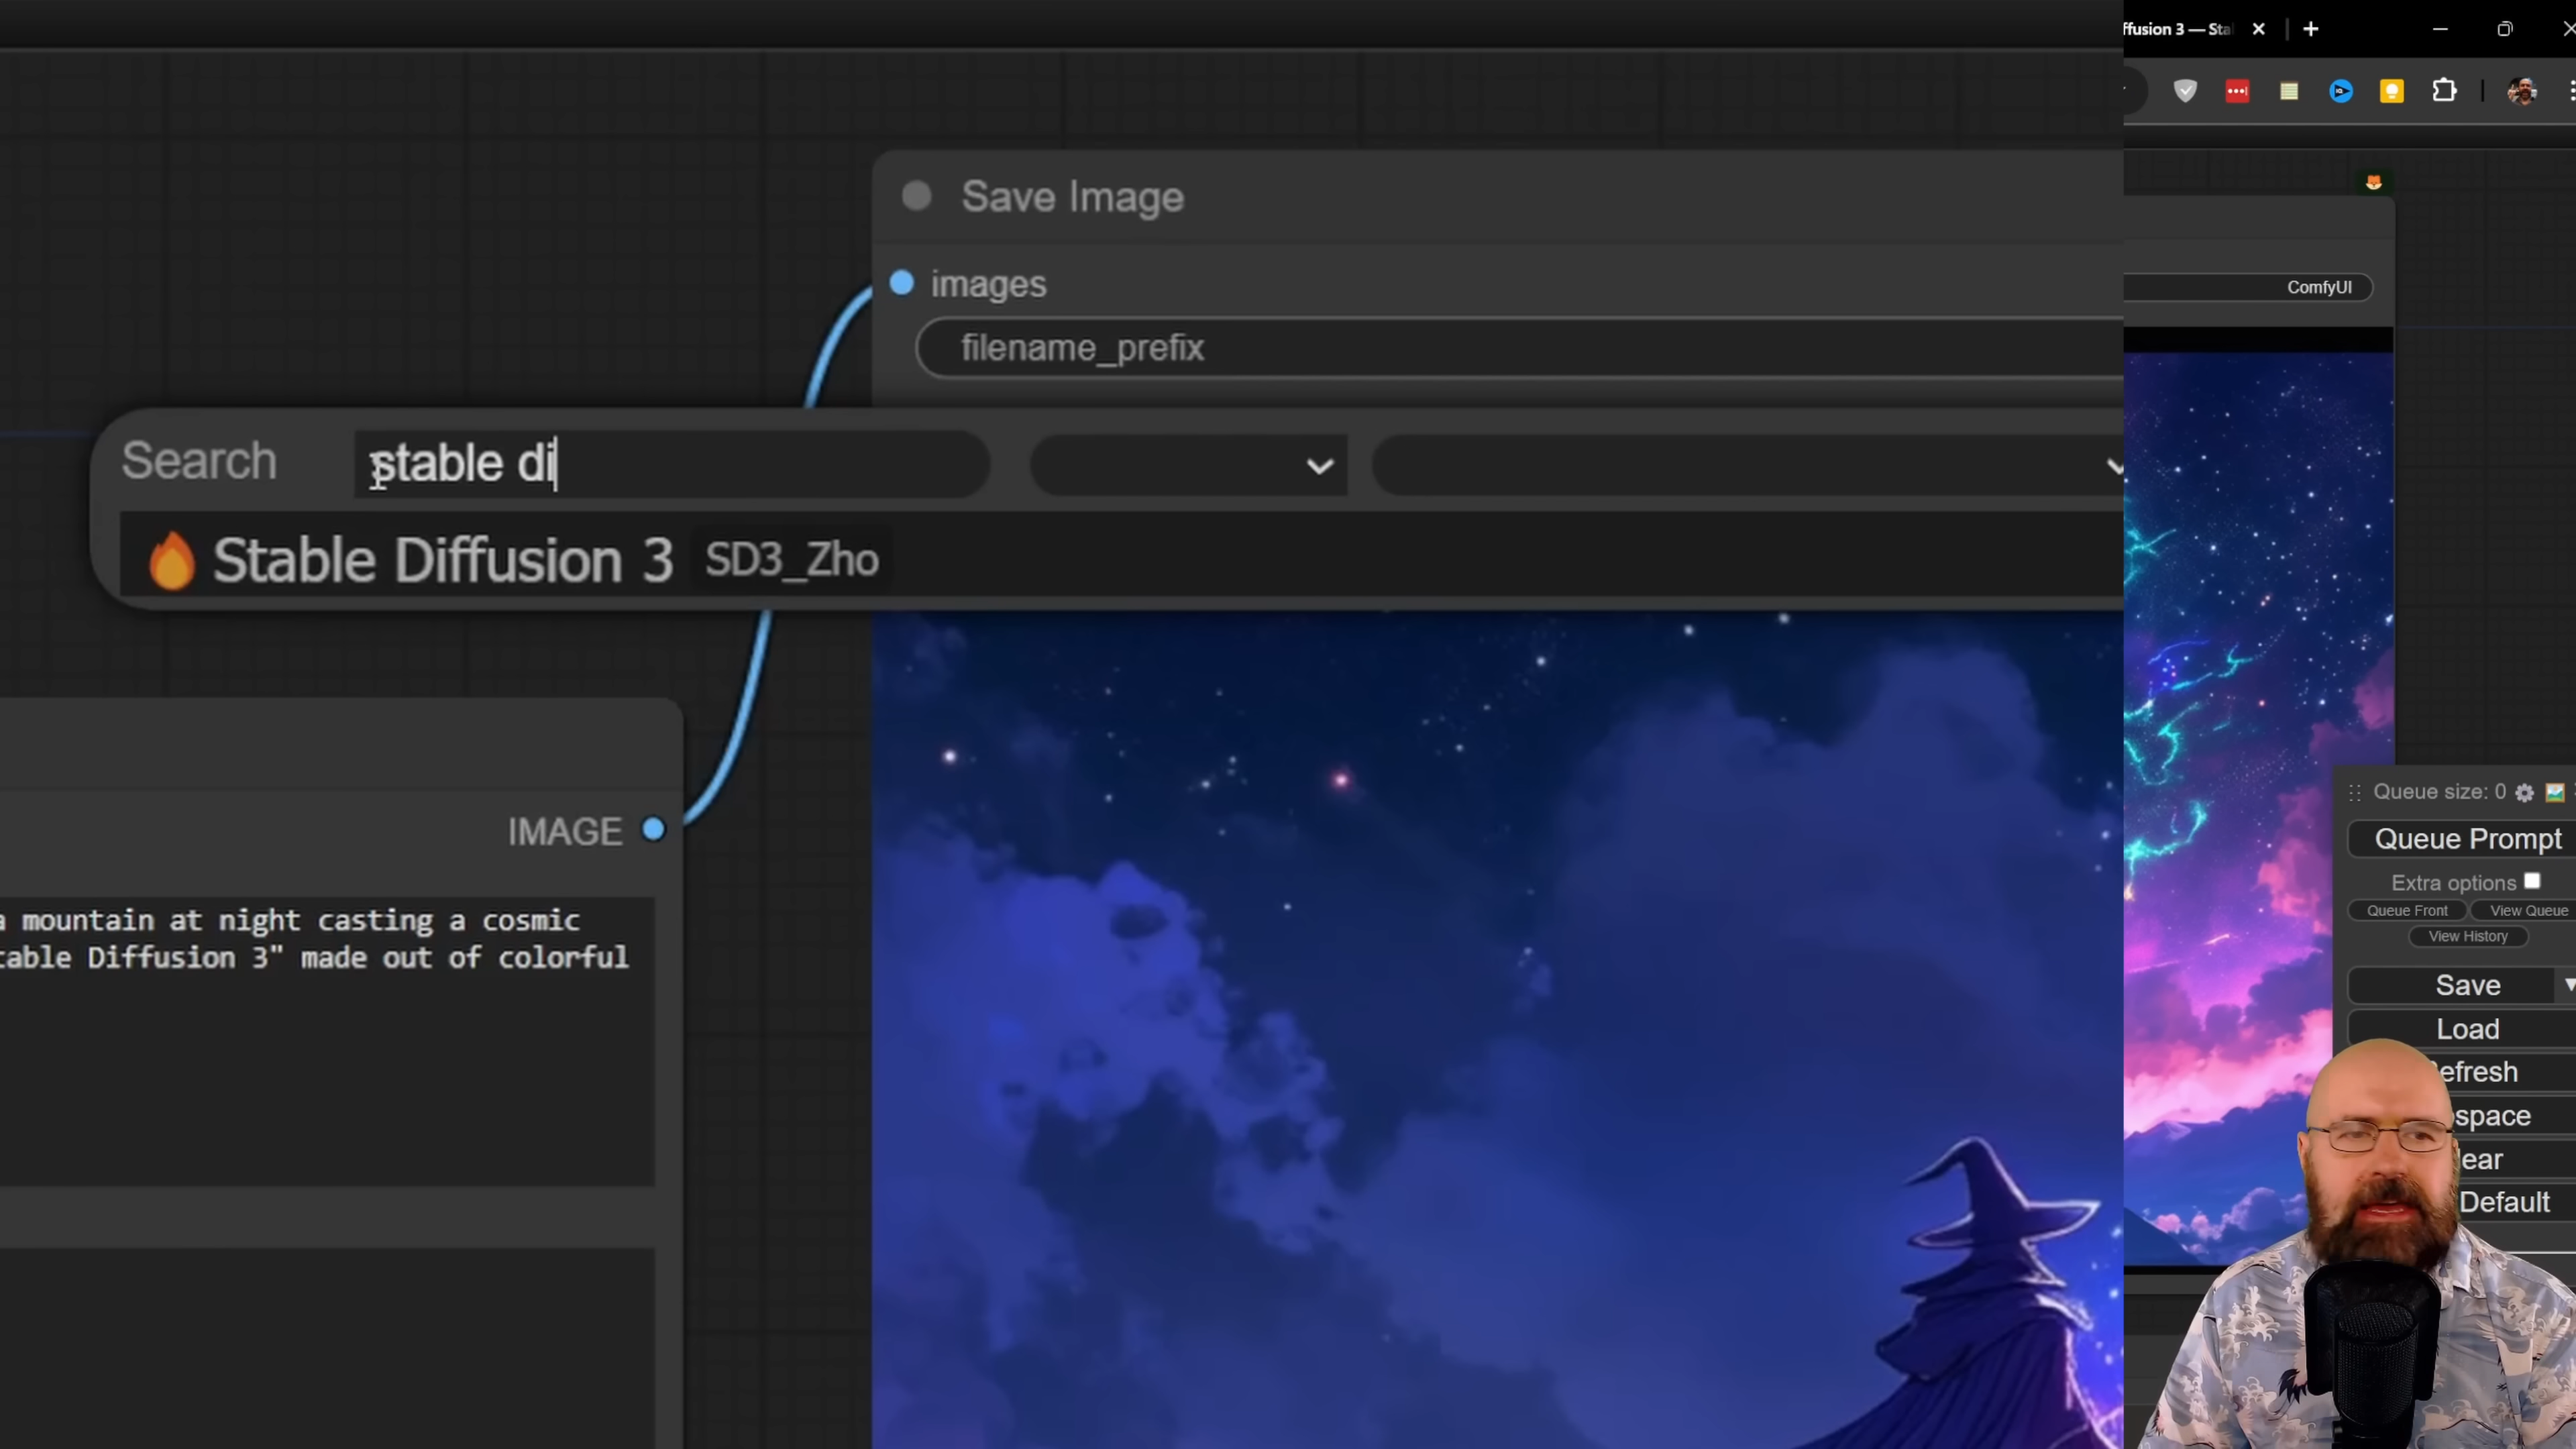 ffusion 3 — Sta
Save Image
images
ComfyUI
filename_prefix
Search
stable di
Stable Diffusion 3
SD3_Zho
IMAGE
mountain at night casting a cosmic
table Diffusion 3" made out of colorful
Queue size: 0
Queue Prompt
Extra options
Queue Front
View Queue
View History
Save
Load
efresh
space
lear
Default